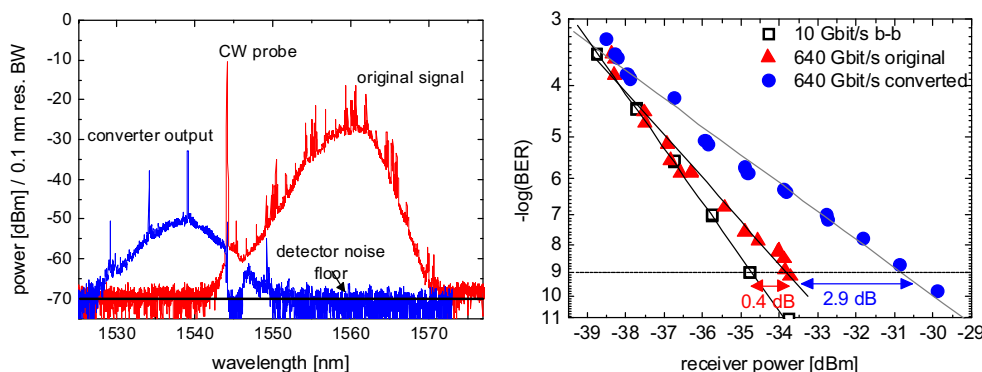 0
-10
-20
-30
-40
-50
-60
-70
1530
1540
1550
1560
1570
power [dBm] / 0.1 nm res. BW
wavelength [nm]
CW probe
original signal
converter output
detector noise
floor
3
4
5
6
7
8
9
10
11
-39
-38
-37
-36
-35
-34
-33
-32
-31
-30
-29
-log(BER)
receiver power [dBm]
10 Gbit/s b-b
640 Gbit/s original
640 Gbit/s converted
0.4 dB
2.9 dB